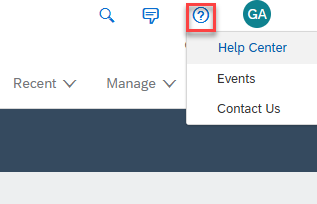 GA
Help Center
Events
Contact Us
Recent
Manage